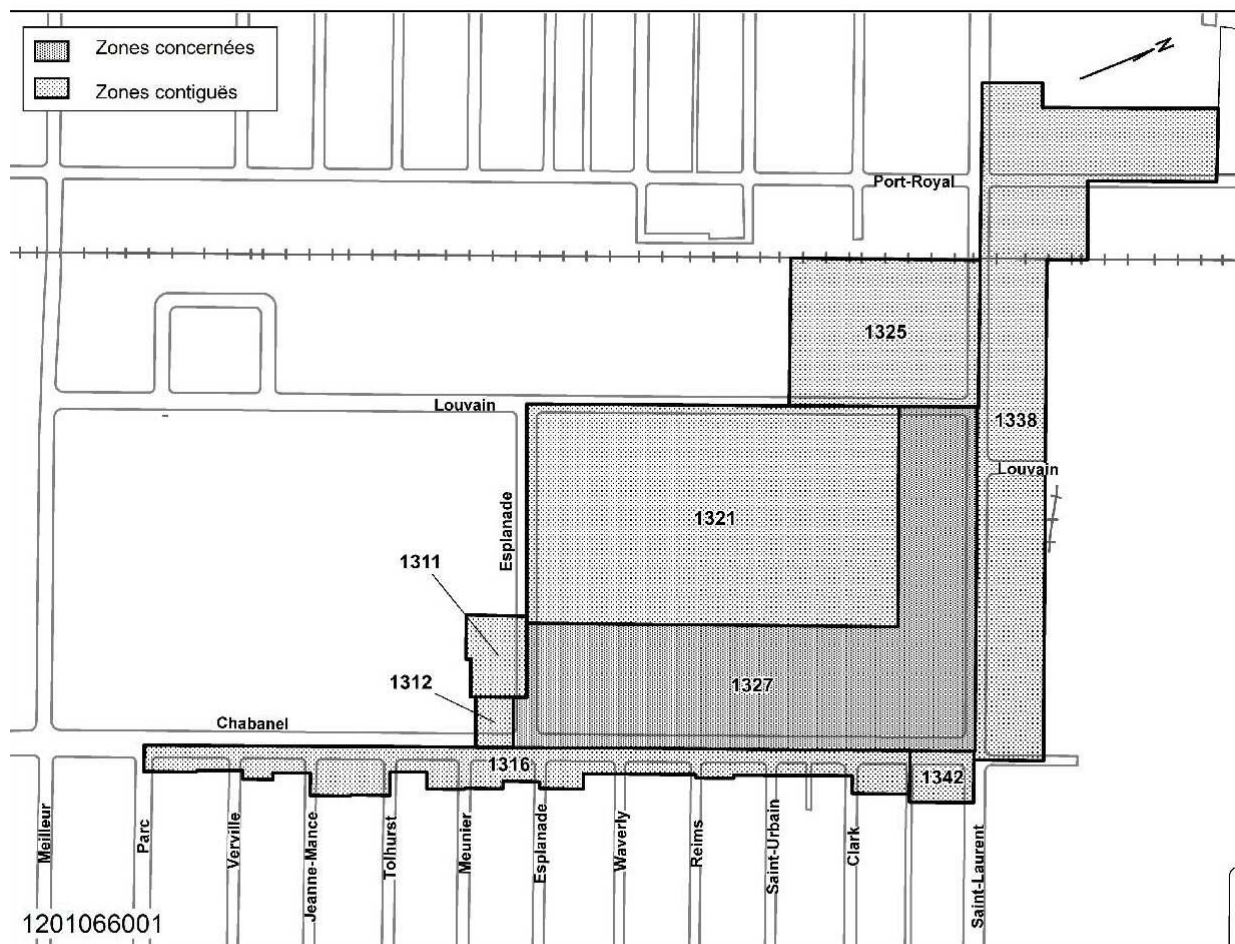 Zones concernées
Zones contiguës
N
Port-Royal
1325
Louvain
1338
Louvain
Esplanade
1321
1311
1327
1312
Chabanel
1316
1342
Meilleur
Parc
Verville
Jeanne-Mance
Tolhurst
Meunier
Esplanade
Waverly
Reims
Saint-Urbain
Clark
Saint-Laurent
1201066001